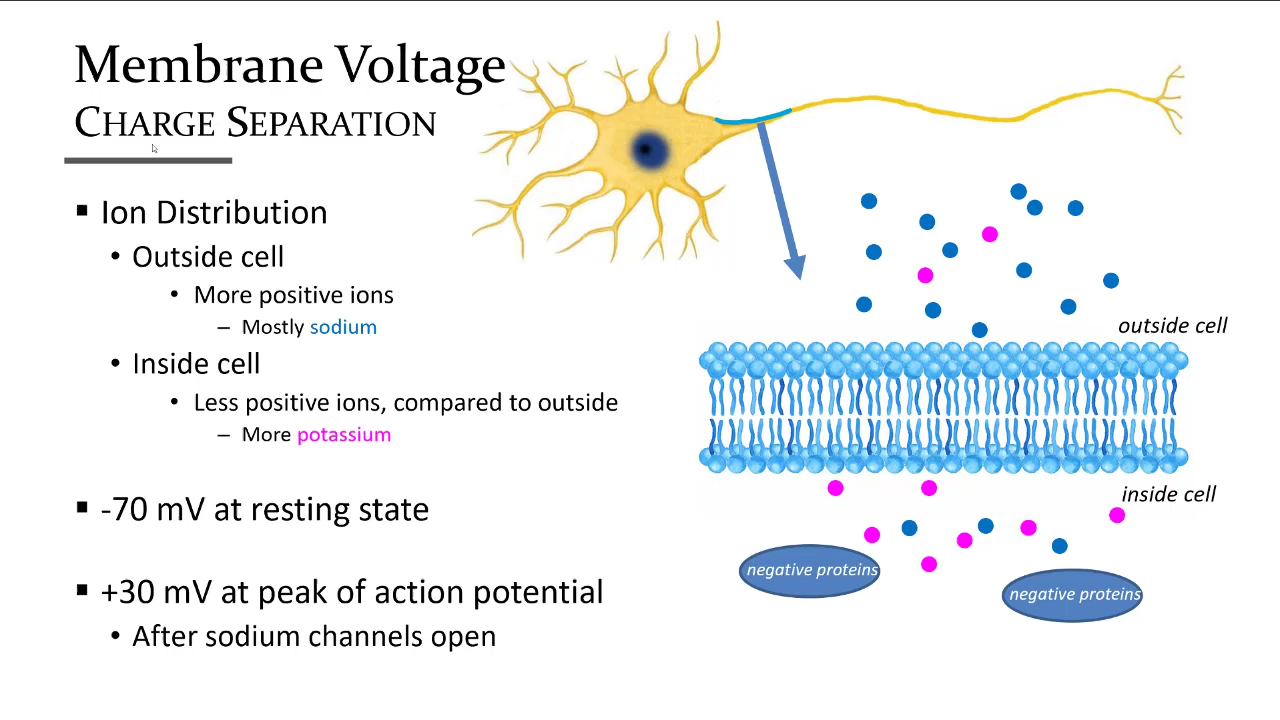 Membrane Voltage
CHARGE SEPARATION
▪ Ion Distribution
• Outside cell
• More positive ions
– Mostly sodium
• Inside cell
• Less positive ions, compared to outside
– More potassium
▪ -70 mV at resting state
▪ +30 mV at peak of action potential
• After sodium channels open
outside cell
inside cell
negative proteins
negative proteins